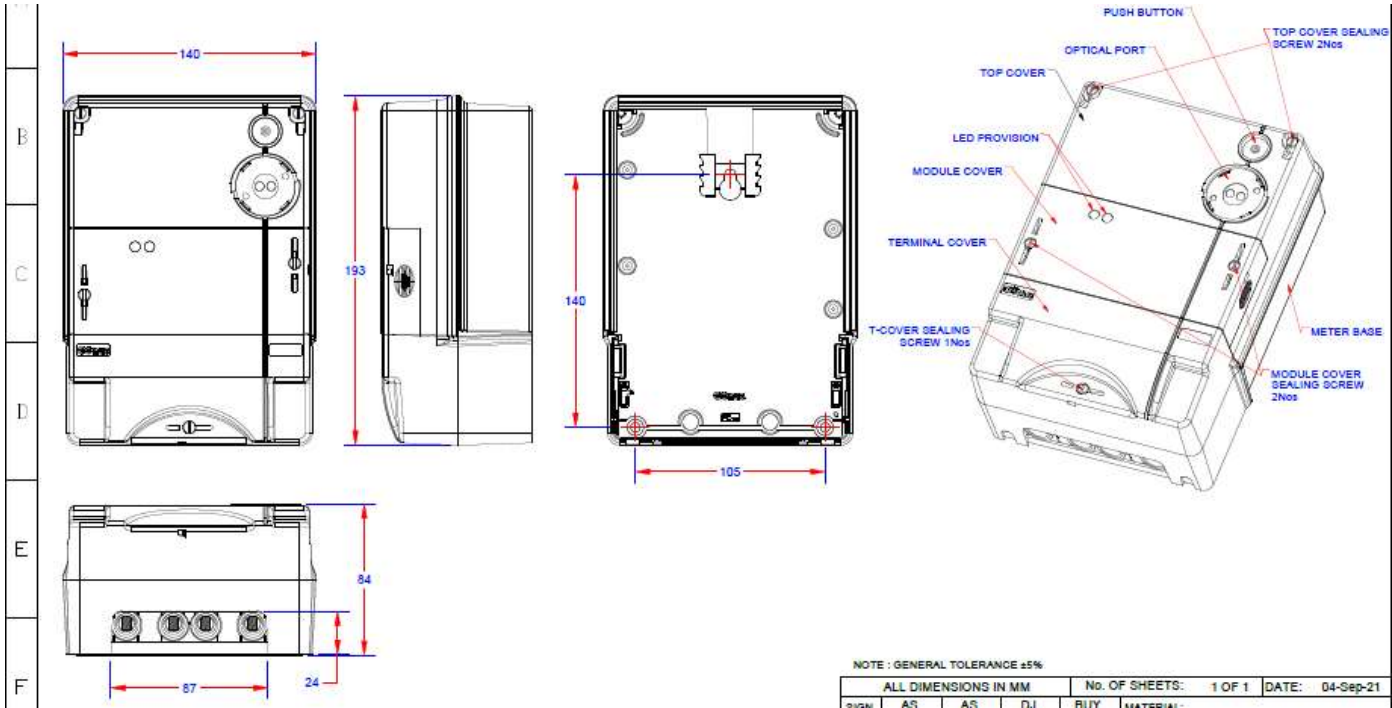 PUSH BUTTON
TOP COVER SEALING
SCREW 2Nos
OPTICAL PORT
TOP COVER
140
B
LED PROVISION
MODULE COVER
C
TERMINAL COVER
193
140
T-COVER SEALING
SCREW 1Nos
METER BASE
MODULE COVER
SEALING SCREW
2Nos
D
105
E
84
F
87
24
NOTE : GENERAL TOLERANCE ±5%
ALL DIMENSIONS IN MM
No. OF SHEETS: 1 OF 1
DATE: 04-Sep-21
SIGN AS AS DJ BUY MATERIAL: